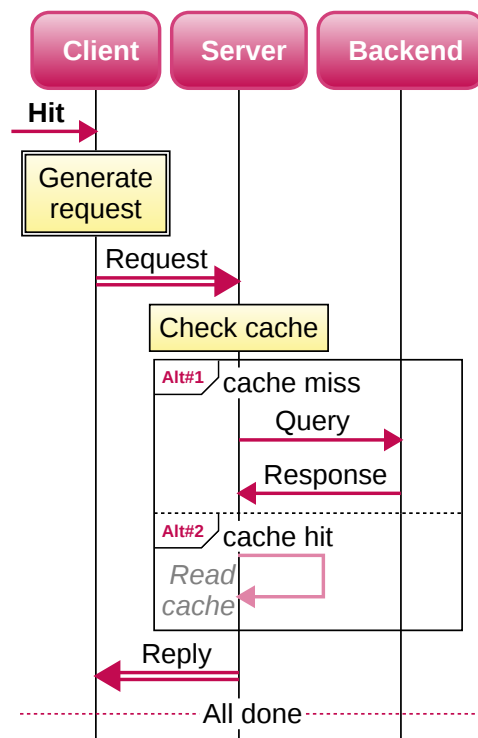 Client Server Backend
Hit
Generate
request
Request
Check cache
Alt#1 cache miss
Query
Response
Alt#2 cache hit
Read
cache
Reply
All done